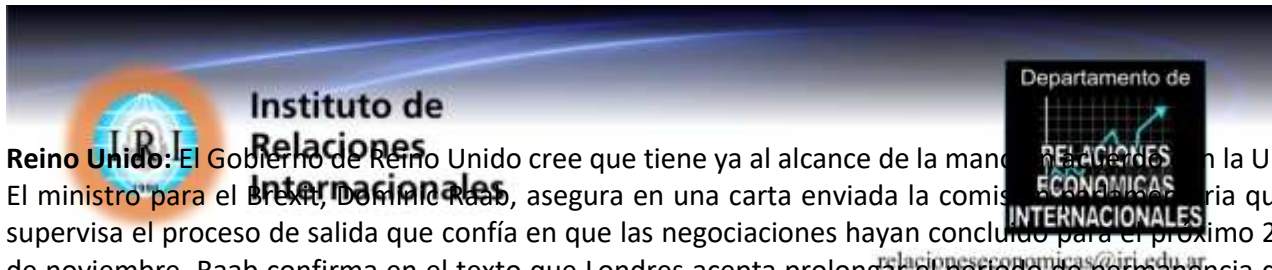 Departamento de
Instituto de
Relaciones
Internacionales
I.R.I
RELACIONES
ECONOMICAS
INTERNACIONALES
Reino Unido: El Gobierno de Reino Unido cree que tiene ya al alcance de la mano la U
El ministro para el Brexit, Dominic Raab, asegura en una carta enviada la qu
supervisa el proceso de salida que confía en que las negociaciones hayan concluido para el próximo 2
relacioneseconomicas@iri.edu.ar
de noviembre. Raab confirma en el texto que Londres acepta